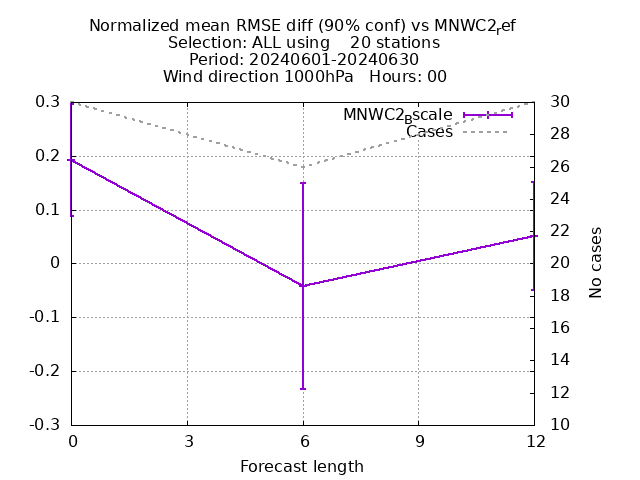 Normalized mean RMSE diff (90% conf) vs MNWC2ref
Selection: ALL using    20 stations
Period: 20240601-20240630
Wind direction 1000hPa   Hours: 00
MNWC2Bscale
Cases
0.3
0.2
0.1
0
-0.1
-0.2
-0.3
30
28
26
24
22
20
18
16
14
12
10
No cases
0
3
6
9
12
Forecast length